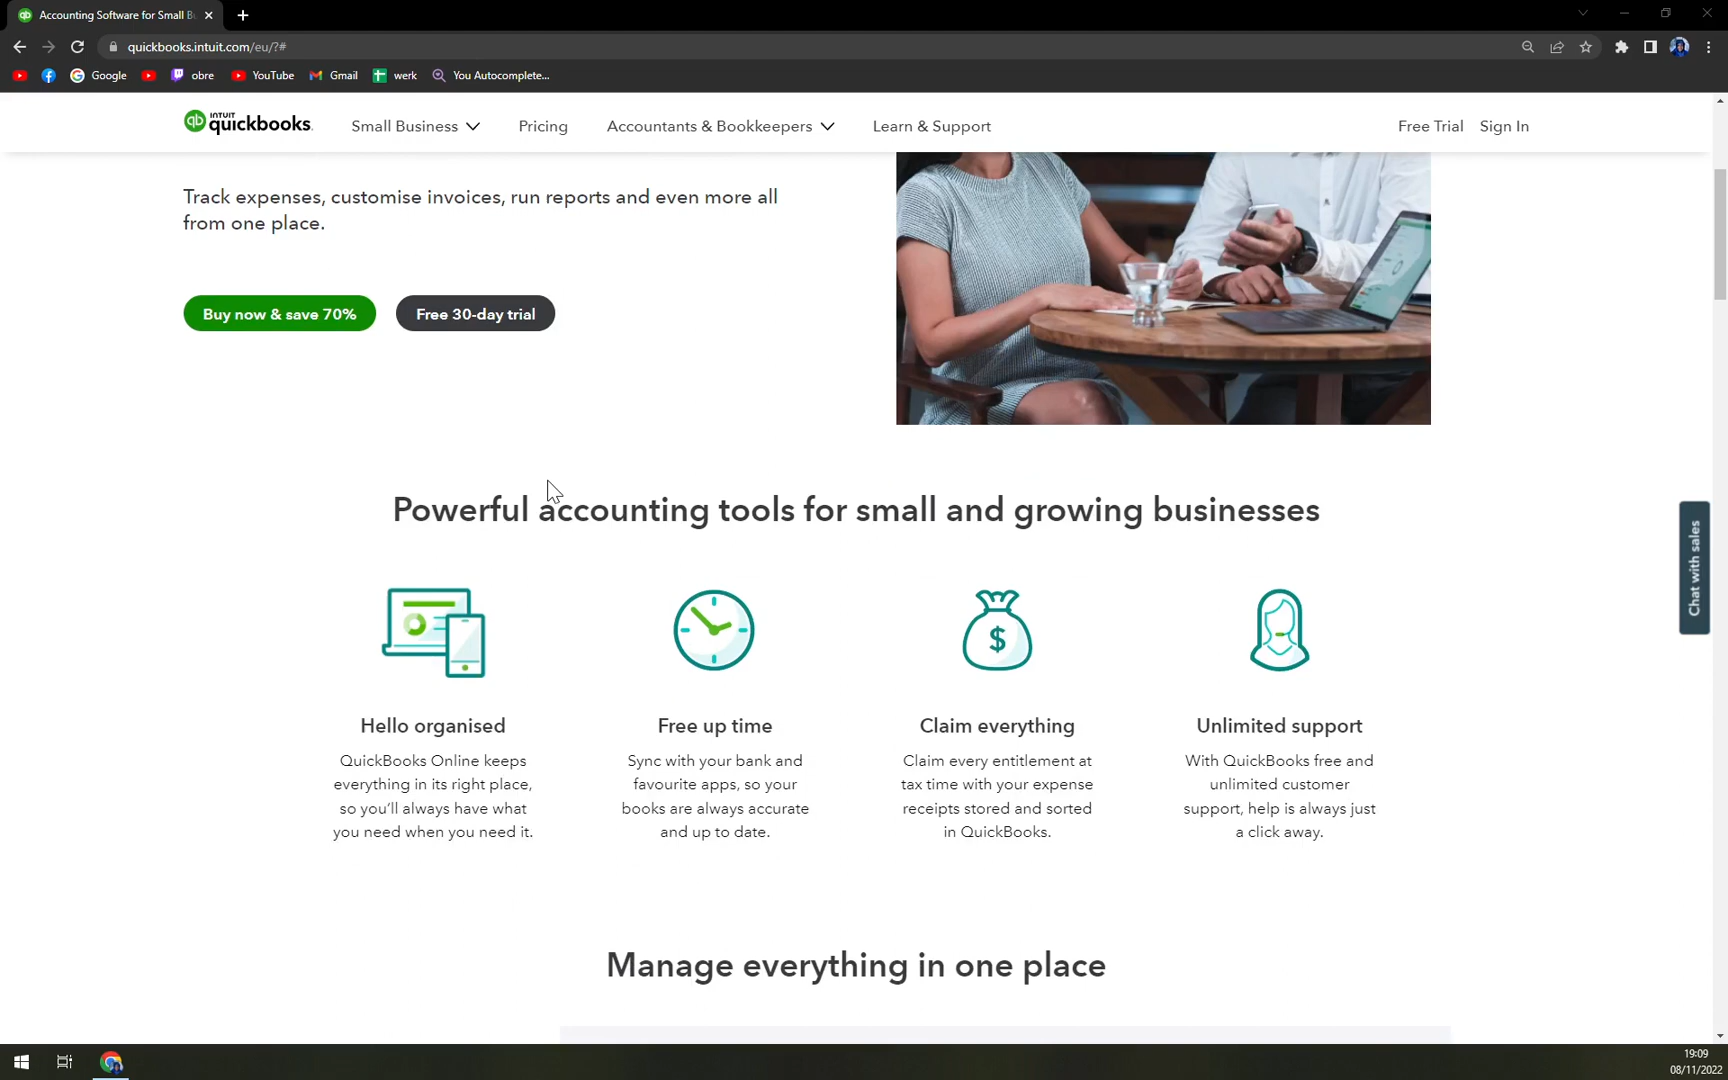 Accounting Software for Small B
quickbooks.intuit.com/eu/?#
Google
obre
YouTube
Gmail
werk
You Autocomplete...
INTUIT
quickbooks.
Small Business
Pricing
Accountants & Bookkeepers
Learn & Support
Free Trial
Sign In
Track expenses, customise invoices, run reports and even more all
from one place.
Buy now & save 70%
Free 30-day trial
Powerful accounting tools for small and growing businesses
Hello organised
QuickBooks Online keeps
everything in its right place,
so you'll always have what
you need when you need it.
Free up time
Sync with your bank and
favourite apps, so your
books are always accurate
and up to date.
$
Claim everything
Claim every entitlement at
tax time with your expense
receipts stored and sorted
in QuickBooks.
Unlimited support
With QuickBooks free and
unlimited customer
support, help is always just
a click away.
Chat with sales
Manage everything in one place
19:09
08/11/2022